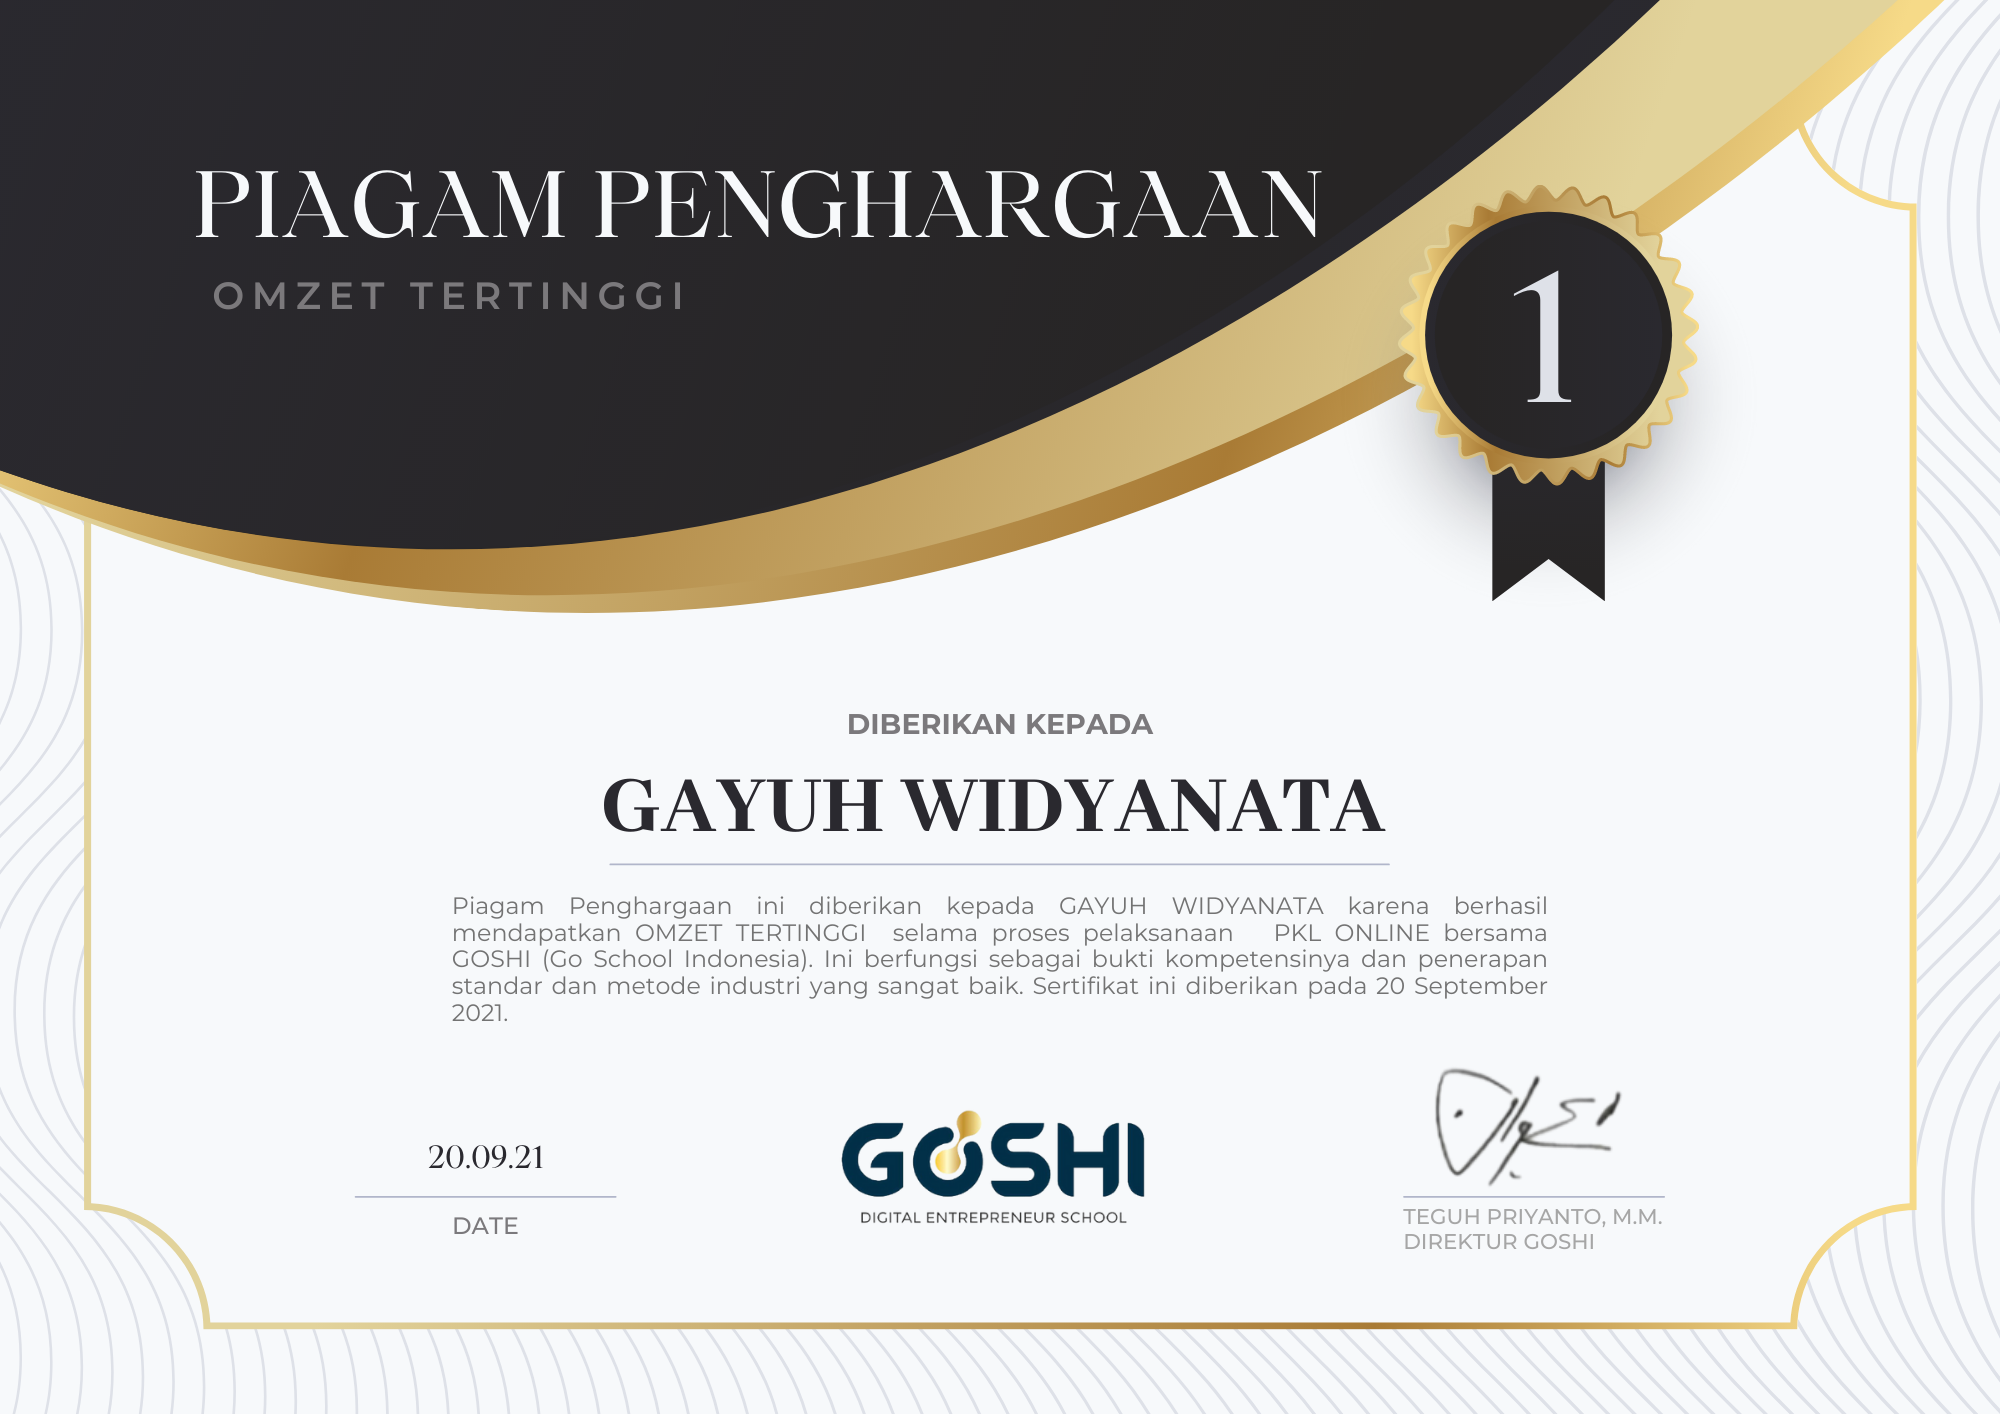 PIAGAM PENGHARGAAN
OMZET TERTINGGI
1
DIBERIKAN KEPADA
GAYUH WIDYANATA
Piagam Penghargaan ini diberikan kepada GAYUH WIDYANATA karena berhasil
mendapatkan OMZET TERTINGGI selama proses pelaksanaan PKL ONLINE bersama
GOSHI (Go School Indonesia). Ini berfungsi sebagai bukti kompetensinya dan penerapan
standar dan metode industri yang sangat baik. Sertifikat ini diberikan pada 20 September
2021.
20.09.21
DATE
GOSHI
DIGITAL ENTREPRENEUR SCHOOL
TEGUH PRIYANTO, M.M.
DIREKTUR GOSHI